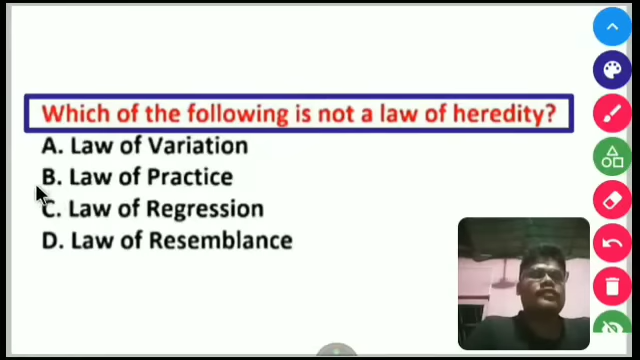 Which of the following is not a law of heredity?
A. Law of Variation
B. Law of Practice
C. Law of Regression
D. Law of Resemblance